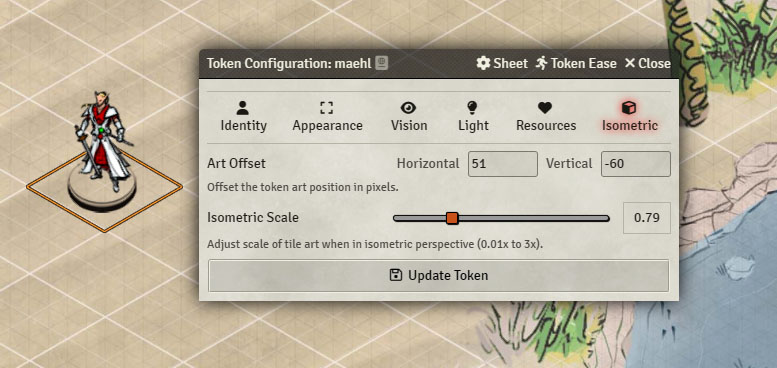 Token Configuration: maehl Sheet Token Ease Close
Identity Appearance Vision Light Resources Isometric
Art Offset Horizontal 51 Vertical -60
Offset the token art position in pixels.
Isometric Scale 0.79
Adjust scale of tile art when in isometric perspective (0.01x to 3x).
Update Token